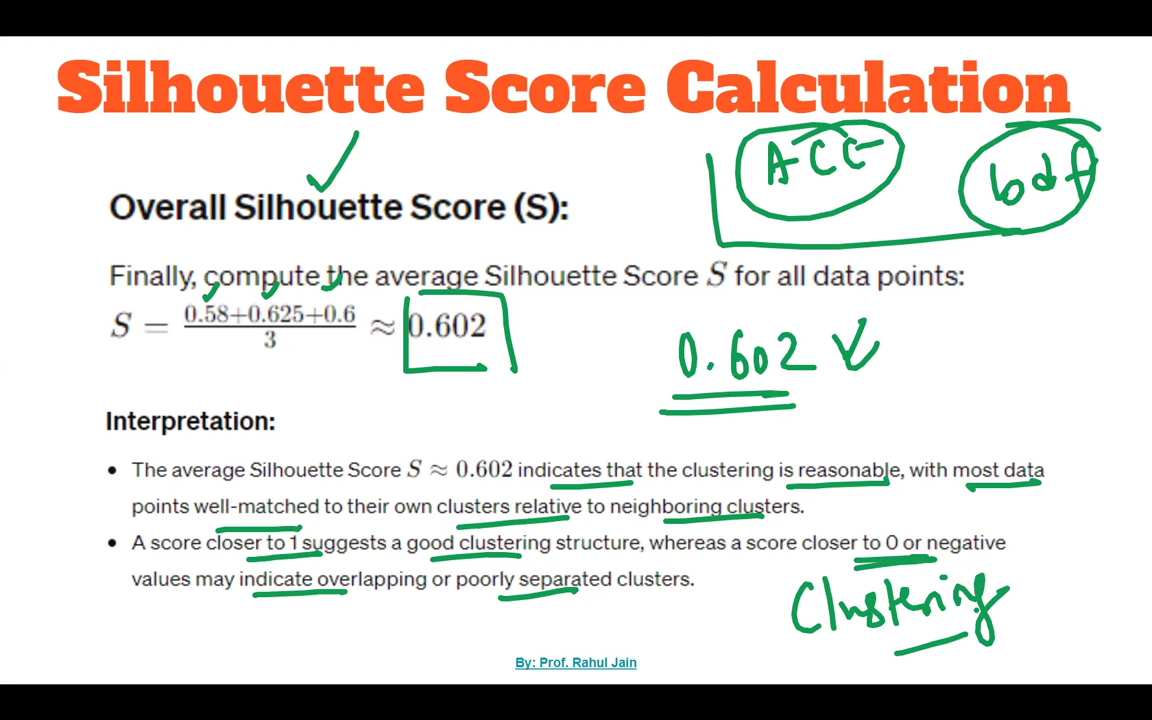 Silhouette Score Calculation
A C C
b d f
Overall Silhouette Score (S):
Finally, compute the average Silhouette Score S for all data points:
S = \frac{0.58+0.625+0.6}{3} ≈ 0.602
0.602
Interpretation:
• The average Silhouette Score S ≈ 0.602 indicates that the clustering is reasonable, with most data
points well-matched to their own clusters relative to neighboring clusters.
• A score closer to 1 suggests a good clustering structure, whereas a score closer to 0 or negative
values may indicate overlapping or poorly separated clusters.
Clustering
By: Prof. Rahul Jain